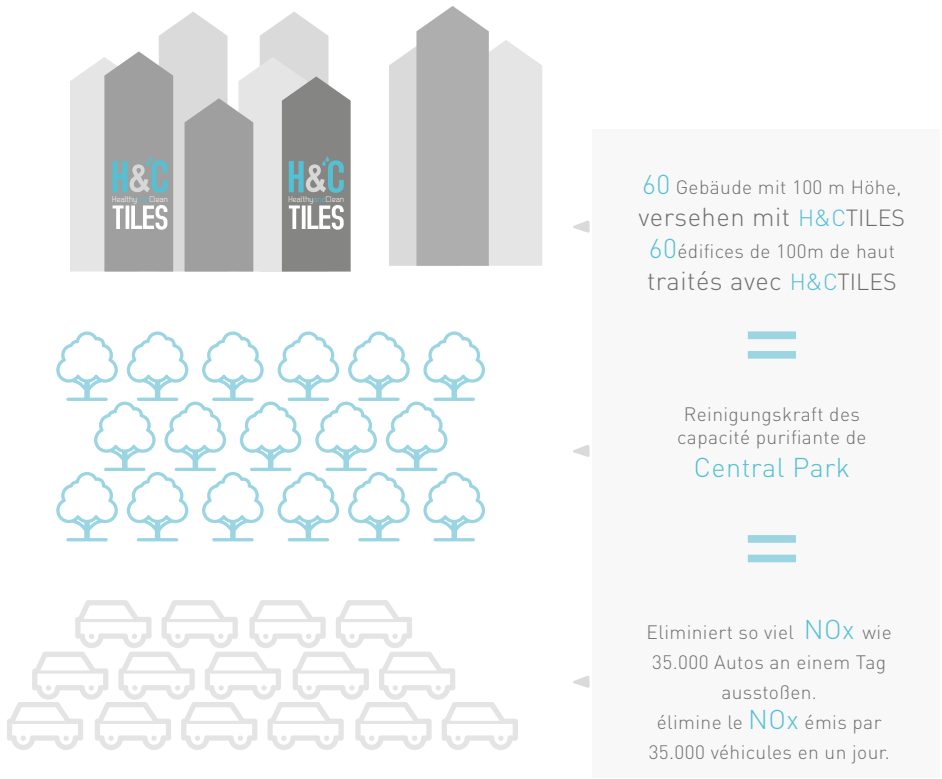 H&C
HealthyandClean
TILES
H&C
HealthyandClean
TILES
60 Gebäude mit 100 m Höhe,
versehen mit H&CTILES
60édifices de 100m de haut
traités avec H&CTILES
=
Reinigungskraft des
capacité purifiante de
Central Park
=
Eliminiert so viel NOx wie
35.000 Autos an einem Tag
ausstoßen.
élimine le NOx émis par
35.000 véhicules en un jour.